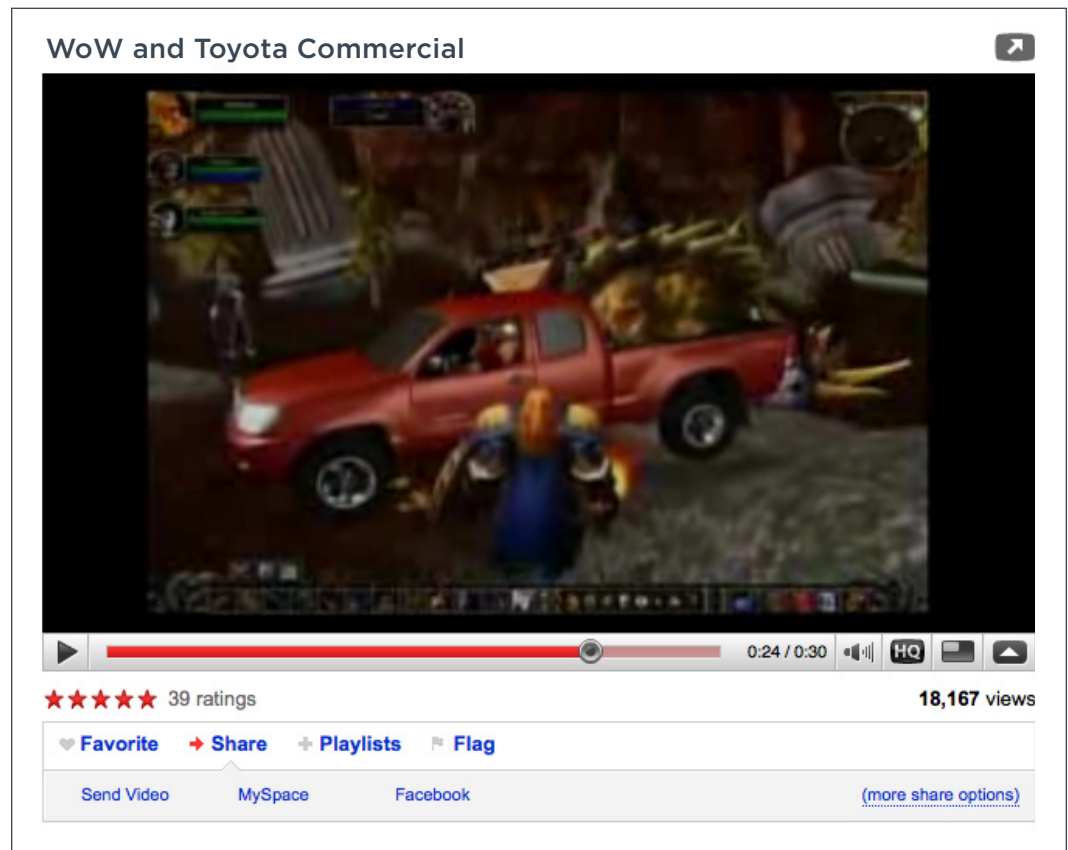 WoW and Toyota Commercial
0:24 / 0:30 HQ
39 ratings 18,167 views
Favorite Share Playlists Flag
Send Video MySpace Facebook (more share options)